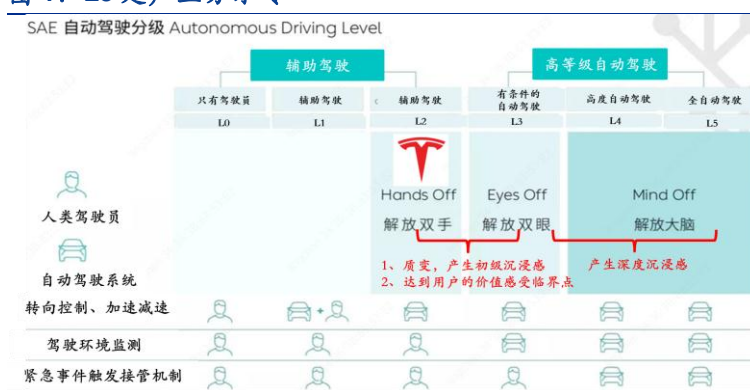 SAE 自动驾驶分级 Autonomous Driving Level
辅助驾驶 高等级自动驾驶
只有驾驶员 辅助驾驶 辅助驾驶 有条件的自动驾驶 高度自动驾驶 全自动驾驶
L0 L1 L2 L3 L4 L5
Hands Off Eyes Off Mind Off
人类驾驶员 解放双手 解放双眼 解放大脑
1、质变,产生初级沉浸感 产生深度沉浸感
自动驾驶系统 2、达到用户的价值感受临界点
转向控制、加速减速 +
驾驶环境监测
紧急事件触发接管机制